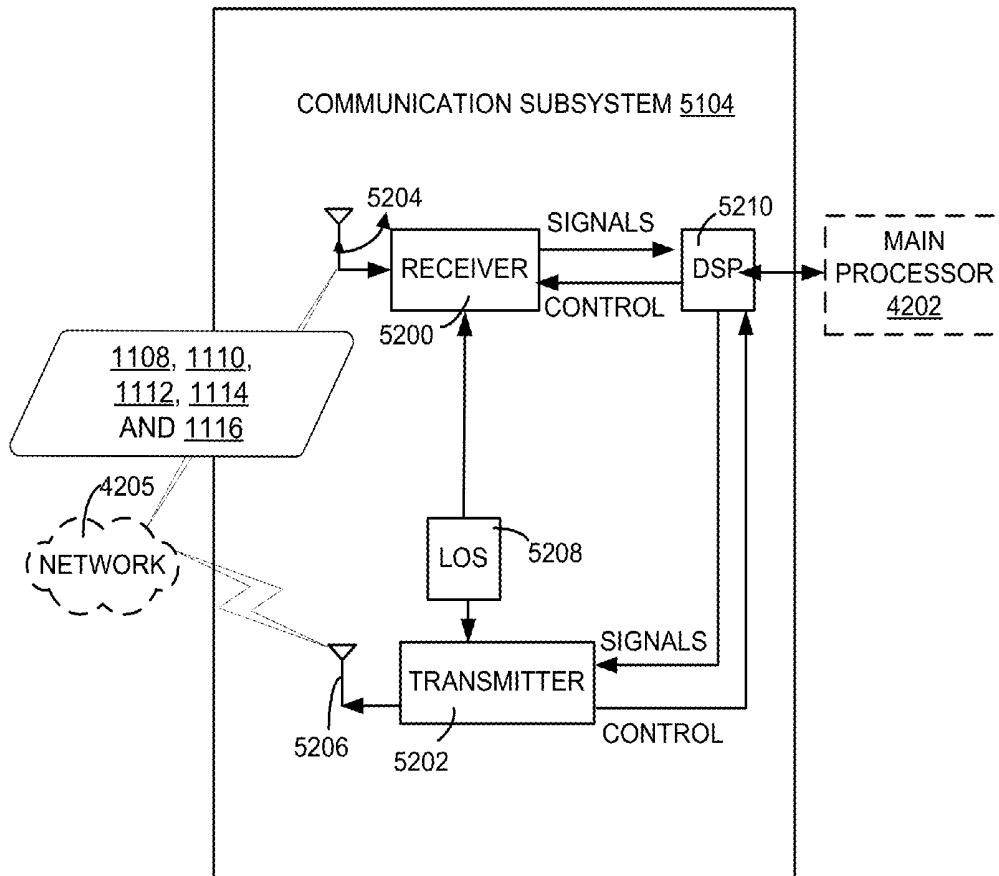 COMMUNICATION SUBSYSTEM 5104
5204
5210
SIGNALS
RECEIVER
DSP
MAIN
PROCESSOR
4202
CONTROL
5200
1108, 1110,
1112, 1114
AND 1116
4205
NETWORK
LOS
5208
SIGNALS
TRANSMITTER
CONTROL
5206
5202